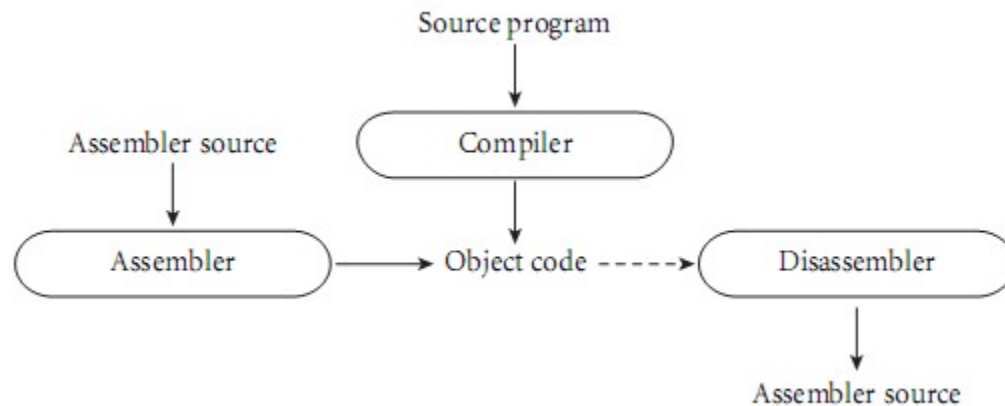 Source program
Compiler
Assembler source
Assembler
Object code
Disassembler
Assembler source